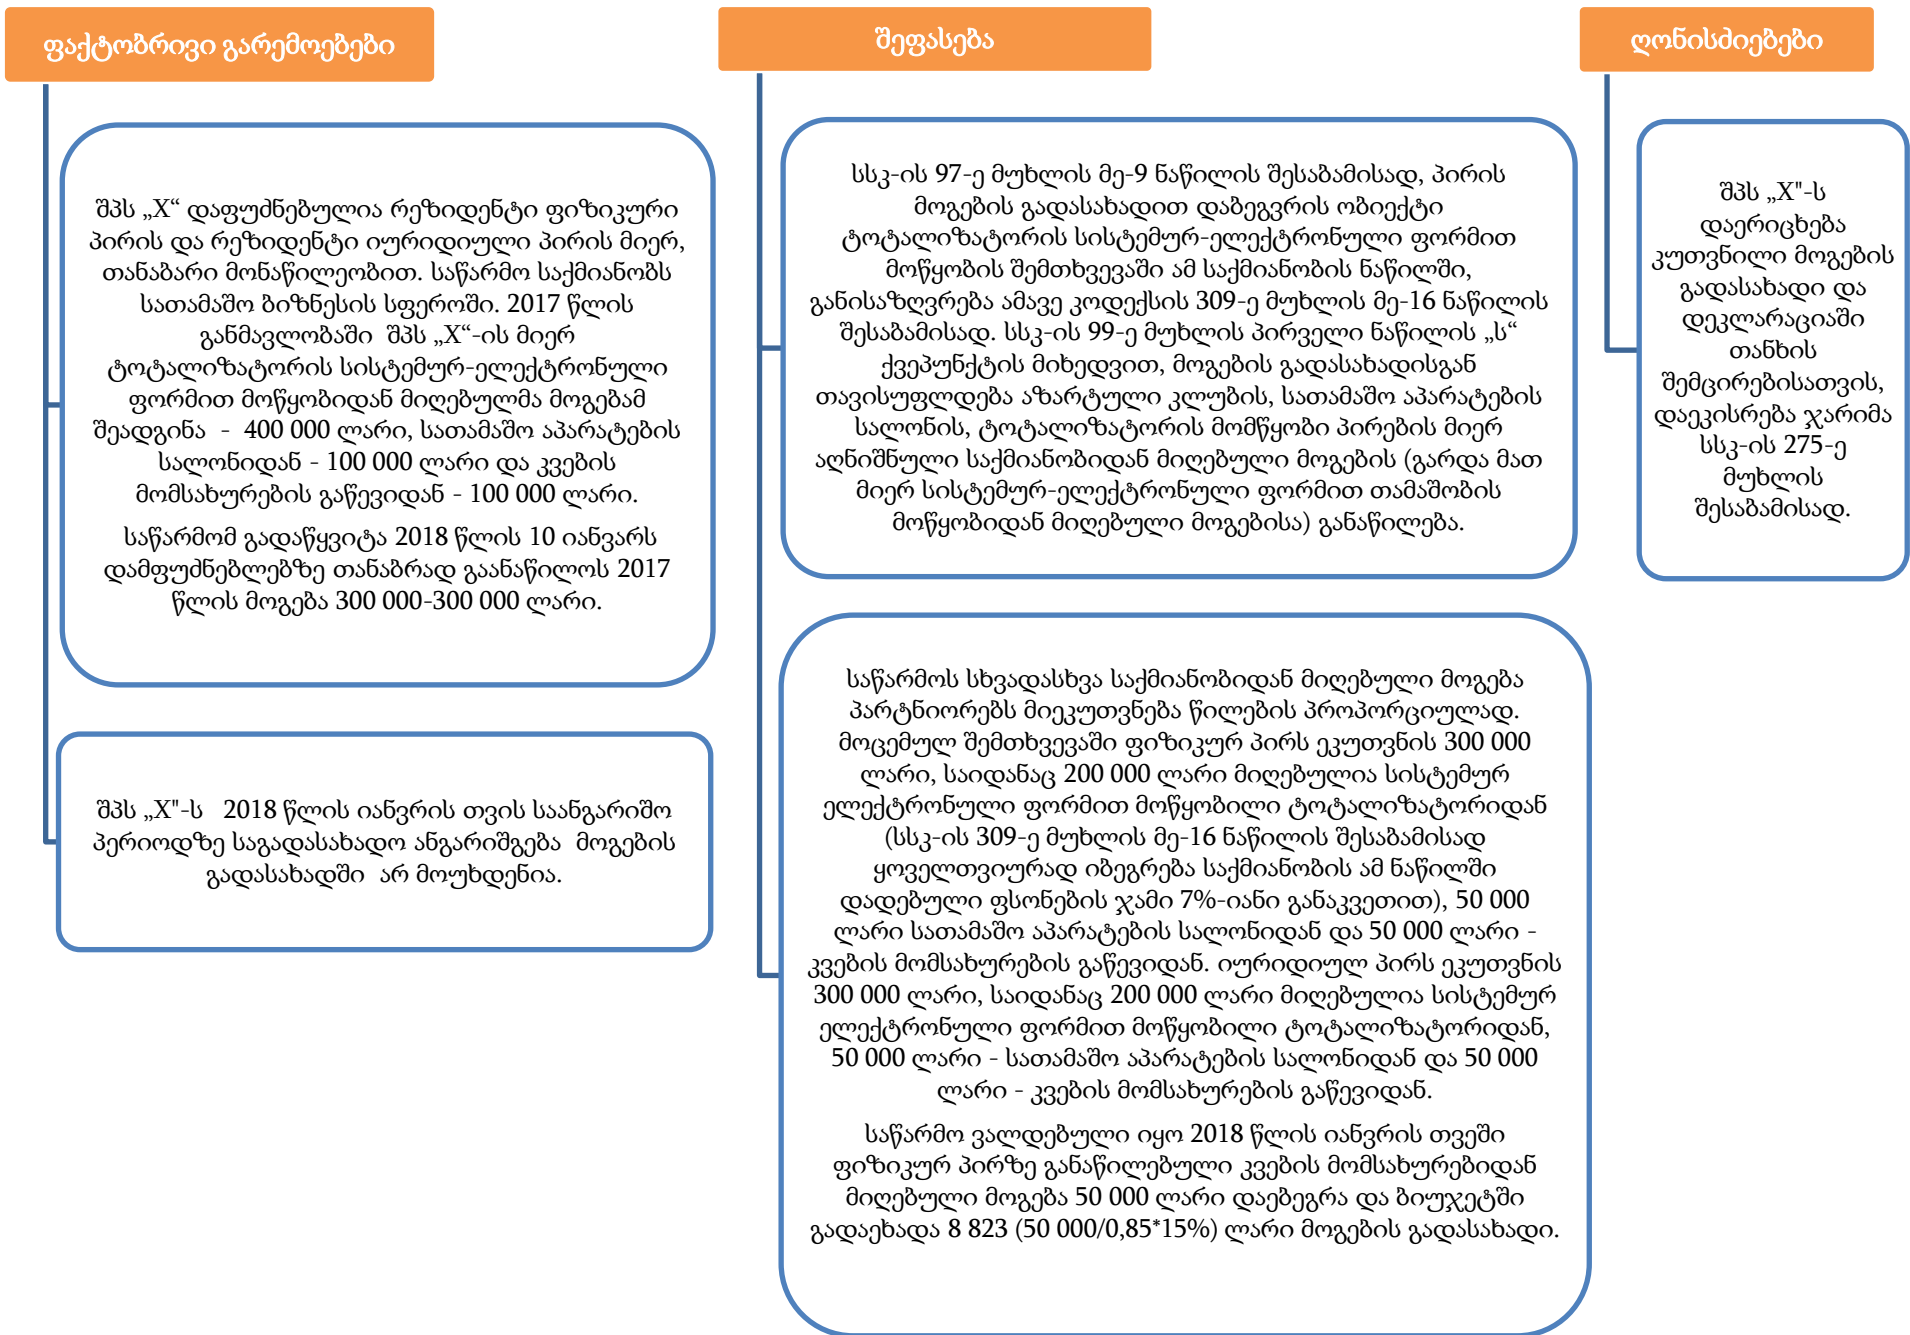 ფაქტობრივი გარემოებები
შპს „X“ დაფუძნებულია რეზიდენტი ფიზიკური
პირის და რეზიდენტი იურიდიული პირის მიერ,
თანაბარი მონაწილეობით. საწარმო საქმიანობს
სათამაშო ბიზნესის სფეროში. 2017 წლის
განმავლობაში შპს „X“-ის მიერ
ტოტალიზატორის სისტემურ-ელექტრონული
ფორმით მოწყობიდან მიღებულმა მოგებამ
შეადგინა - 400 000 ლარი, სათამაშო აპარატების
სალონიდან - 100 000 ლარი და კვების
მომსახურების გაწევიდან - 100 000 ლარი.
საწარმომ გადაწყვიტა 2018 წლის 10 იანვარს
დამფუძნებლებზე თანაბრად გაანაწილოს 2017
წლის მოგება 300 000-300 000 ლარი.
შპს „X"-ს 2018 წლის იანვრის თვის საანგარიშო
პერიოდზე საგადასახადო ანგარიშგება მოგების
გადასახადში არ მოუხდენია.
შეფასება
სსკ-ის 97-ე მუხლის მე-9 ნაწილის შესაბამისად, პირის
მოგების გადასახადით დაბეგვრის ობიექტი
ტოტალიზატორის სისტემურ-ელექტრონული ფორმით
მოწყობის შემთხვევაში ამ საქმიანობის ნაწილში,
განისაზღვრება ამავე კოდექსის 309-ე მუხლის მე-16 ნაწილის
შესაბამისად. სსკ-ის 99-ე მუხლის პირველი ნაწილის „ს“
ქვეპუნქტის მიხედვით, მოგების გადასახადისგან
თავისუფლდება აზარტული კლუბის, სათამაშო აპარატების
სალონის, ტოტალიზატორის მომწყობი პირების მიერ
აღნიშნული საქმიანობიდან მიღებული მოგების (გარდა მათ
მიერ სისტემურ-ელექტრონული ფორმით თამაშობის
მოწყობიდან მიღებული მოგებისა) განაწილება.
საწარმოს სხვადასხვა საქმიანობიდან მიღებული მოგება
პარტნიორებს მიეკუთვნება წილების პროპორციულად.
მოცემულ შემთხვევაში ფიზიკურ პირს ეკუთვნის 300 000
ლარი, საიდანაც 200 000 ლარი მიღებულია სისტემურ
ელექტრონული ფორმით მოწყობილი ტოტალიზატორიდან
(სსკ-ის 309-ე მუხლის მე-16 ნაწილის შესაბამისად
ყოველთვიურად იბეგრება საქმიანობის ამ ნაწილში
დადებული ფსონების ჯამი 7%-იანი განაკვეთით), 50 000
ლარი სათამაშო აპარატების სალონიდან და 50 000 ლარი -
კვების მომსახურების გაწევიდან. იურიდიულ პირს ეკუთვნის
300 000 ლარი, საიდანაც 200 000 ლარი მიღებულია სისტემურ
ელექტრონული ფორმით მოწყობილი ტოტალიზატორიდან,
50 000 ლარი - სათამაშო აპარატების სალონიდან და 50 000
ლარი - კვების მომსახურების გაწევიდან.
საწარმო ვალდებული იყო 2018 წლის იანვრის თვეში
ფიზიკურ პირზე განაწილებული კვების მომსახურებიდან
მიღებული მოგება 50 000 ლარი დაებეგრა და ბიუჯეტში
გადაეხადა 8 823 (50 000/0,85*15%) ლარი მოგების გადასახადი.
ღონისძიებები
შპს „X"-ს
დაერიცხება
კუთვნილი მოგების
გადასახადი და
დეკლარაციაში
თანხის
შემცირებისათვის,
დაეკისრება ჯარიმა
სსკ-ის 275-ე
მუხლის
შესაბამისად.